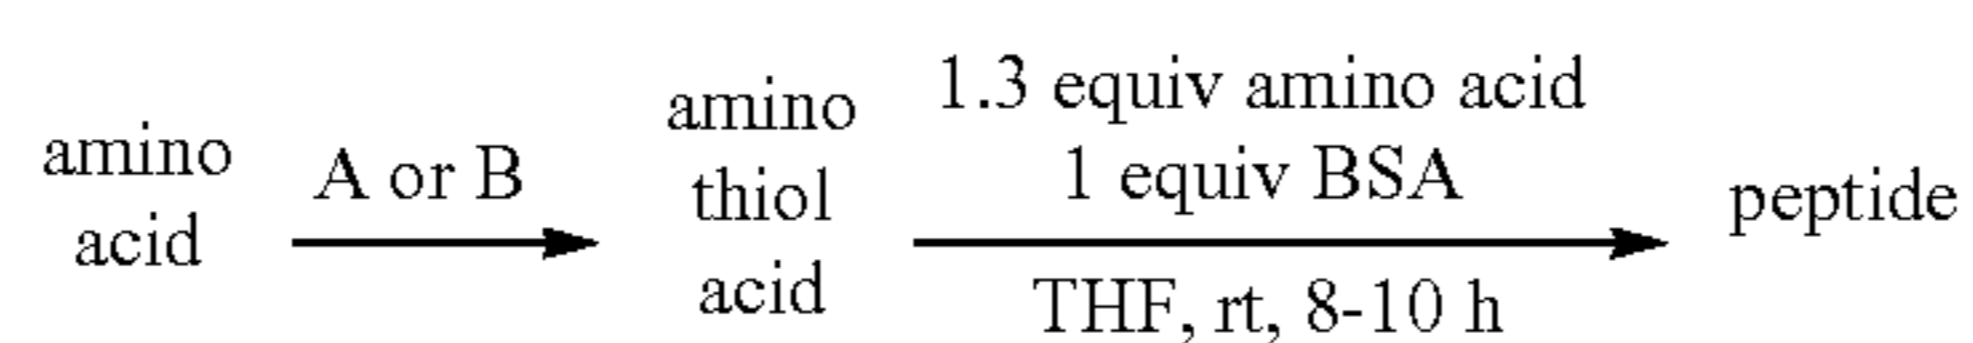 amino
acid
A or B
amino
thiol
acid
1.3 equiv amino acid
1 equiv BSA
THF, rt, 8-10 h
peptide